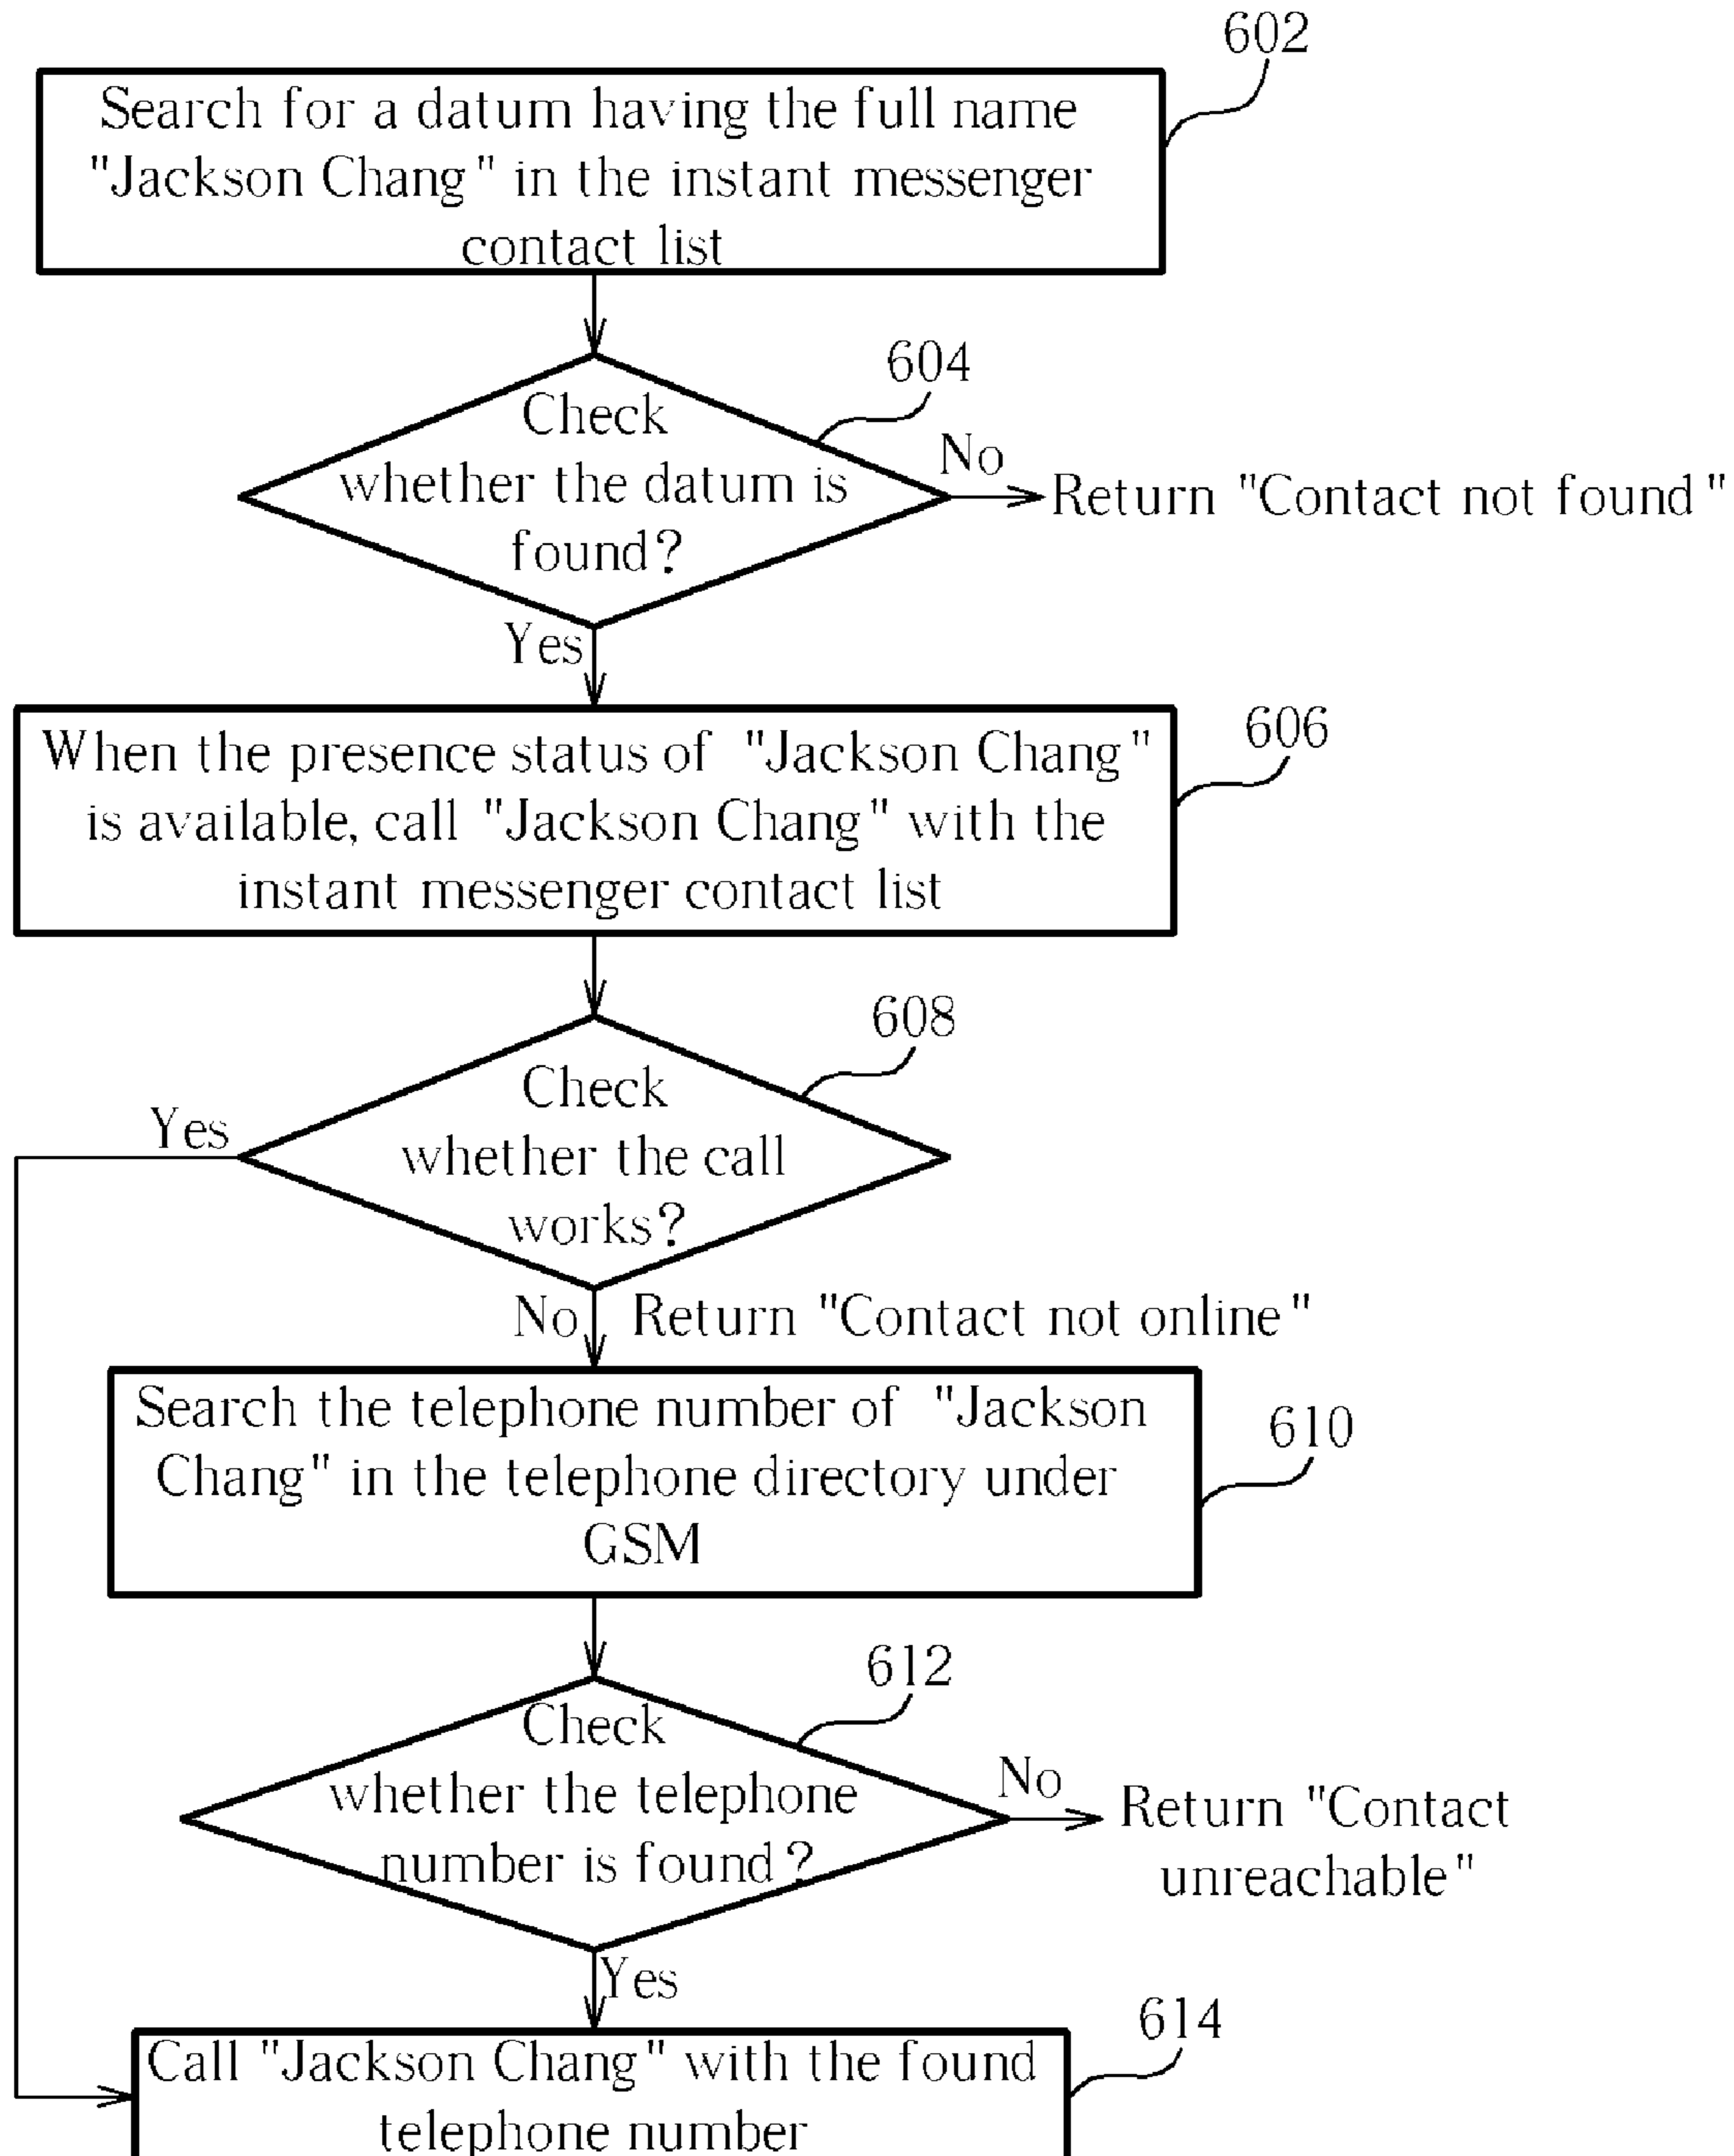 602
Search for a datum having the full name
"Jackson Chang" in the instant messenger
contact list
604
Check
whether the datum is
found?
No
Return "Contact not found"
Yes
606
When the presence status of "Jackson Chang"
is available, call "Jackson Chang" with the
instant messenger contact list
608
Check
whether the call
works?
Yes
No
Return "Contact not online"
610
Search the telephone number of "Jackson
Chang" in the telephone directory under
GSM
612
Check
whether the telephone
number is found?
No
Return "Contact
unreachable"
Yes
614
Call "Jackson Chang" with the found
telephone number